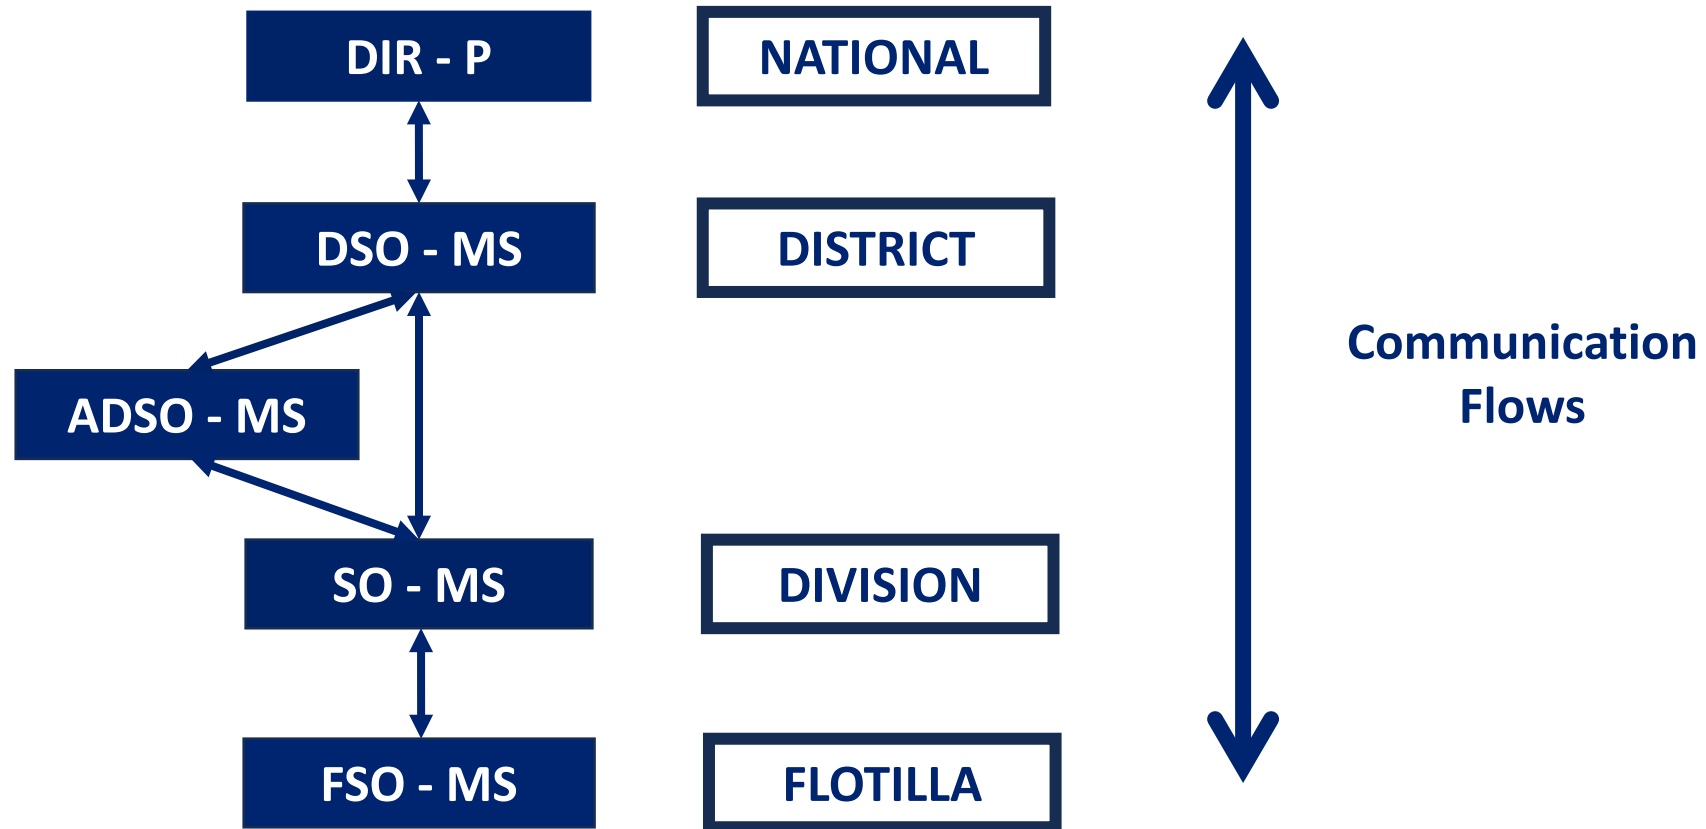 DIR - P
NATIONAL
DSO - MS
DISTRICT
Communication
Flows
ADSO - MS
SO - MS
DIVISION
FSO - MS
FLOTILLA